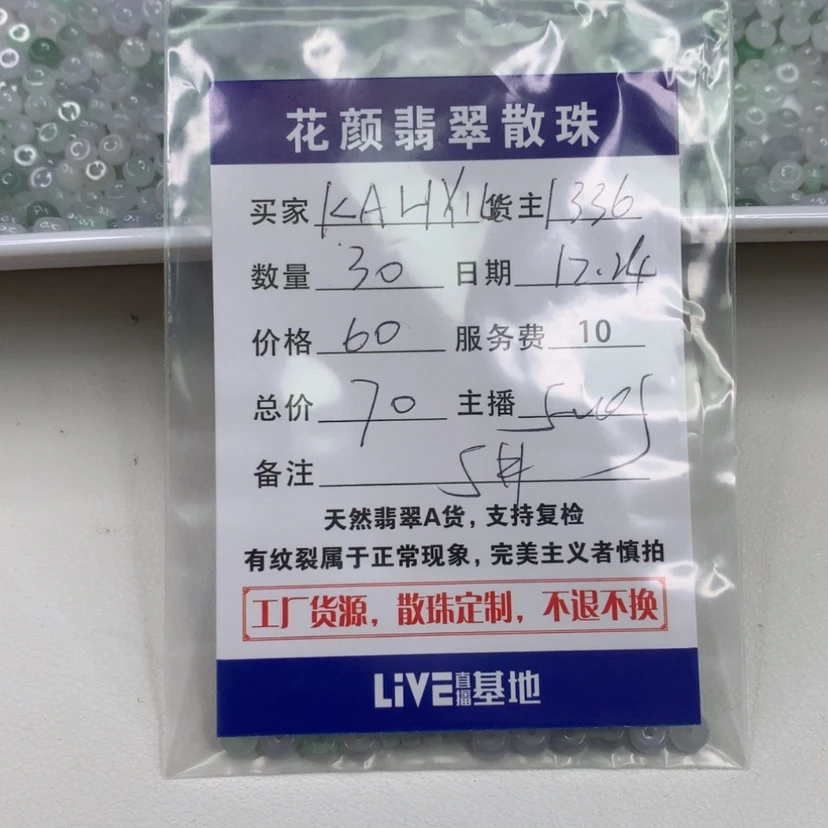 花颜翡翠散珠
买家 货主 1336
数量 30 日期 12.24
价格 60 服务费 10
总价 70 主播
备注 5#
天然翡翠A货，支持复检
有纹裂属于正常现象，完美主义者慎拍
工厂货源，散珠定制，不退不换
LiVE直播基地